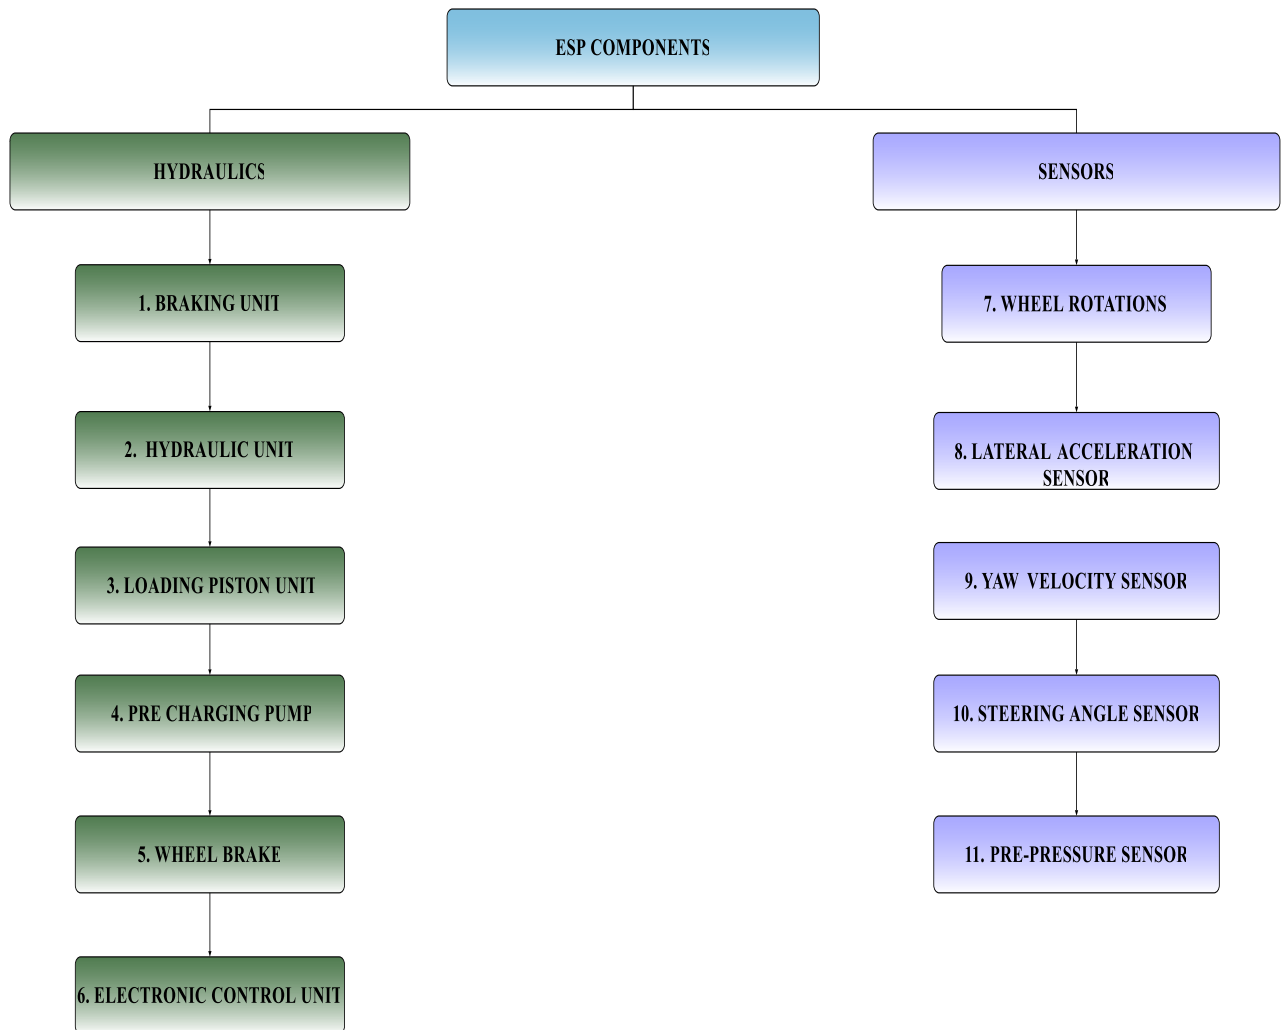 ESP COMPONENTS
HYDRAULICS
SENSORS
1. BRAKING UNIT
7. WHEEL ROTATIONS
2. HYDRAULIC UNIT
8. LATERAL ACCELERATION
SENSOR
3. LOADING PISTON UNIT
9. YAW VELOCITY SENSOR
4. PRE CHARGING PUMP
10. STEERING ANGLE SENSOR
5. WHEEL BRAKE
11. PRE-PRESSURE SENSOR
6. ELECTRONIC CONTROL UNIT